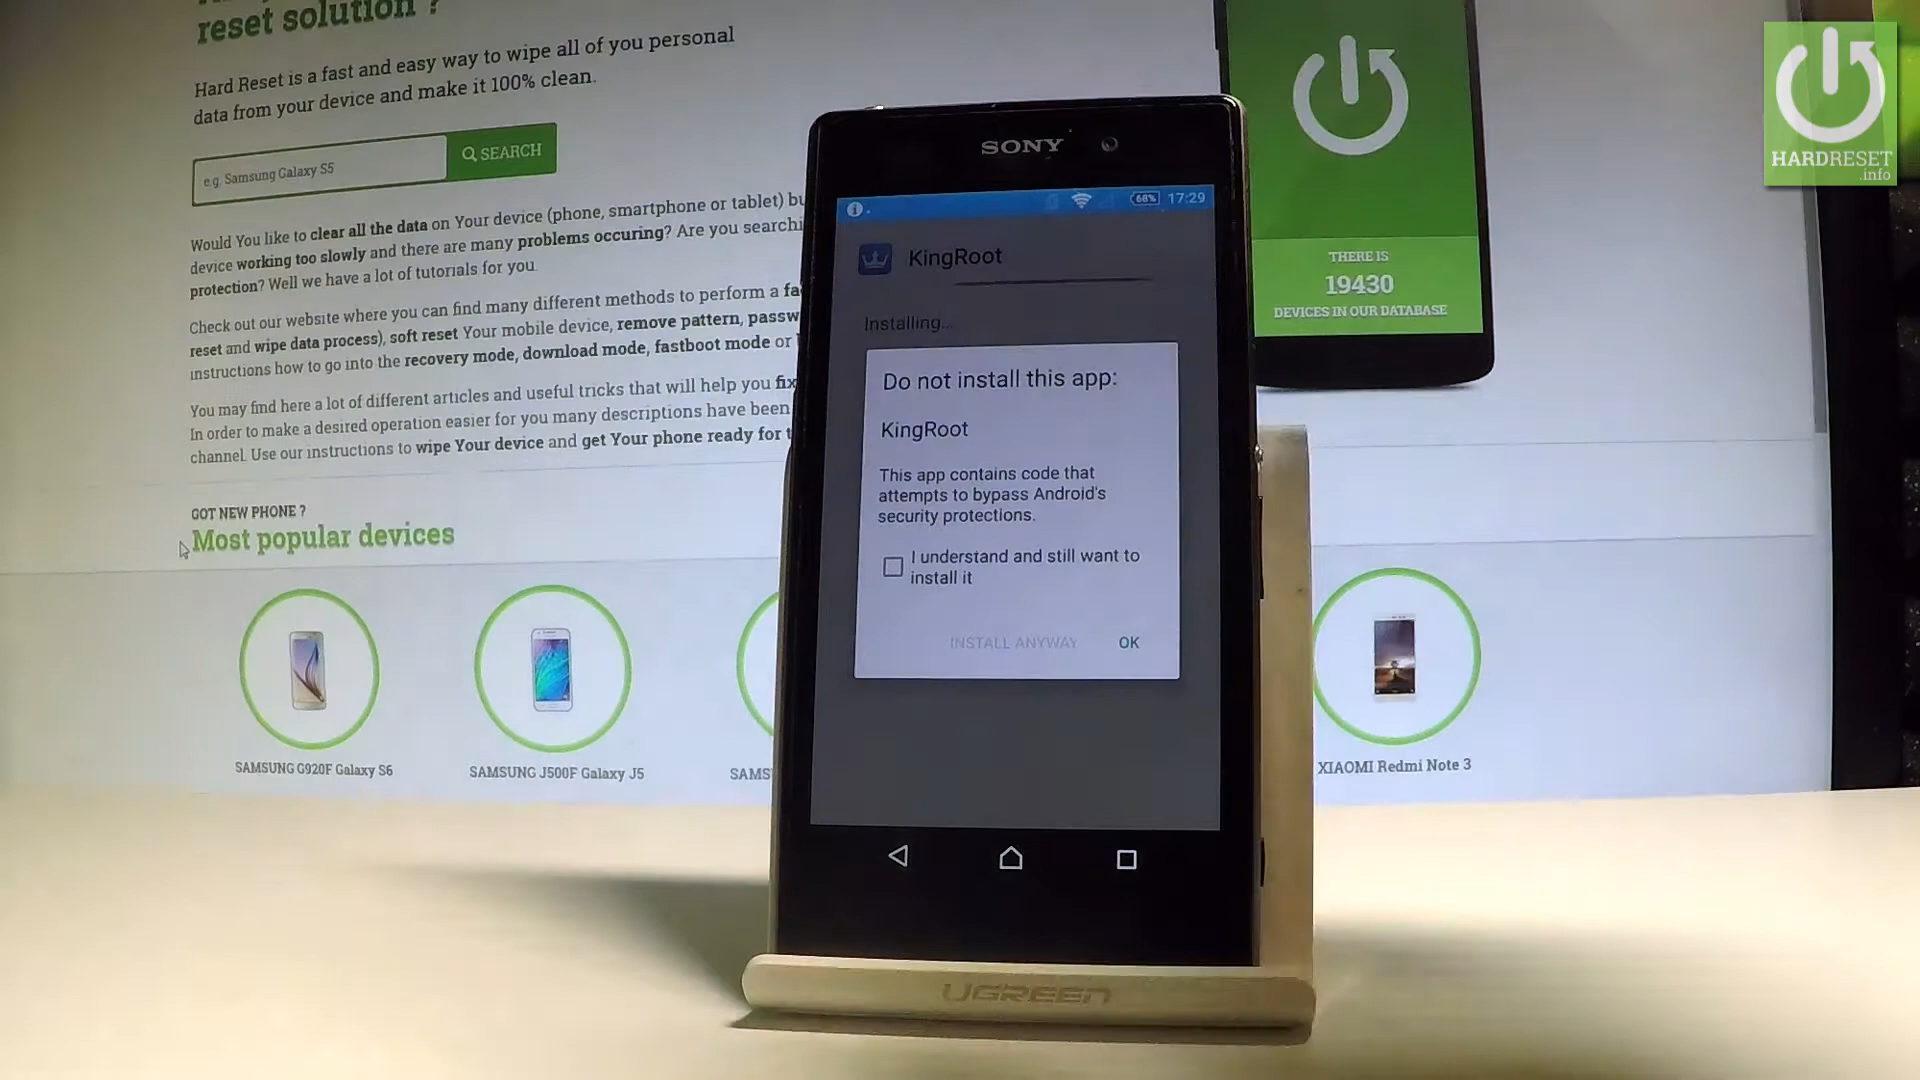 reset solution ?
Hard Reset is a fast and easy way to wipe all of you personal
data from your device and make it 100% clean.
e.g. Samsung Galaxy S5
SEARCH
Would You like to clear all the data on Your device (phone, smartphone or tablet)
device working too slowly and there are many problems occuring? Are you
protection? Well we have a lot of tutorials for you.
Check out our website where you can find many different methods to perform a
reset and wipe data process), soft reset Your mobile device, remove pattern,
instructions how to go into the recovery mode, download mode, fastboot mode or
You may find here a lot of different articles and useful tricks that will help you
In order to make a desired operation easier for you many descriptions have been
channel. Use our instructions to wipe Your device and get Your phone ready for
GOT NEW PHONE ?
Most popular devices
SAMSUNG G920F Galaxy S6
SAMSUNG J500F Galaxy J5
XIAOMI Redmi Note 3
THERE IS
19430
DEVICES IN OUR DATABASE
HARDRESET
.info
SONY
68% 17:29
KingRoot
Installing...
Do not install this app:
KingRoot
This app contains code that
attempts to bypass Android's
security protections.
I understand and still want to
install it
INSTALL ANYWAY OK
UGREEN